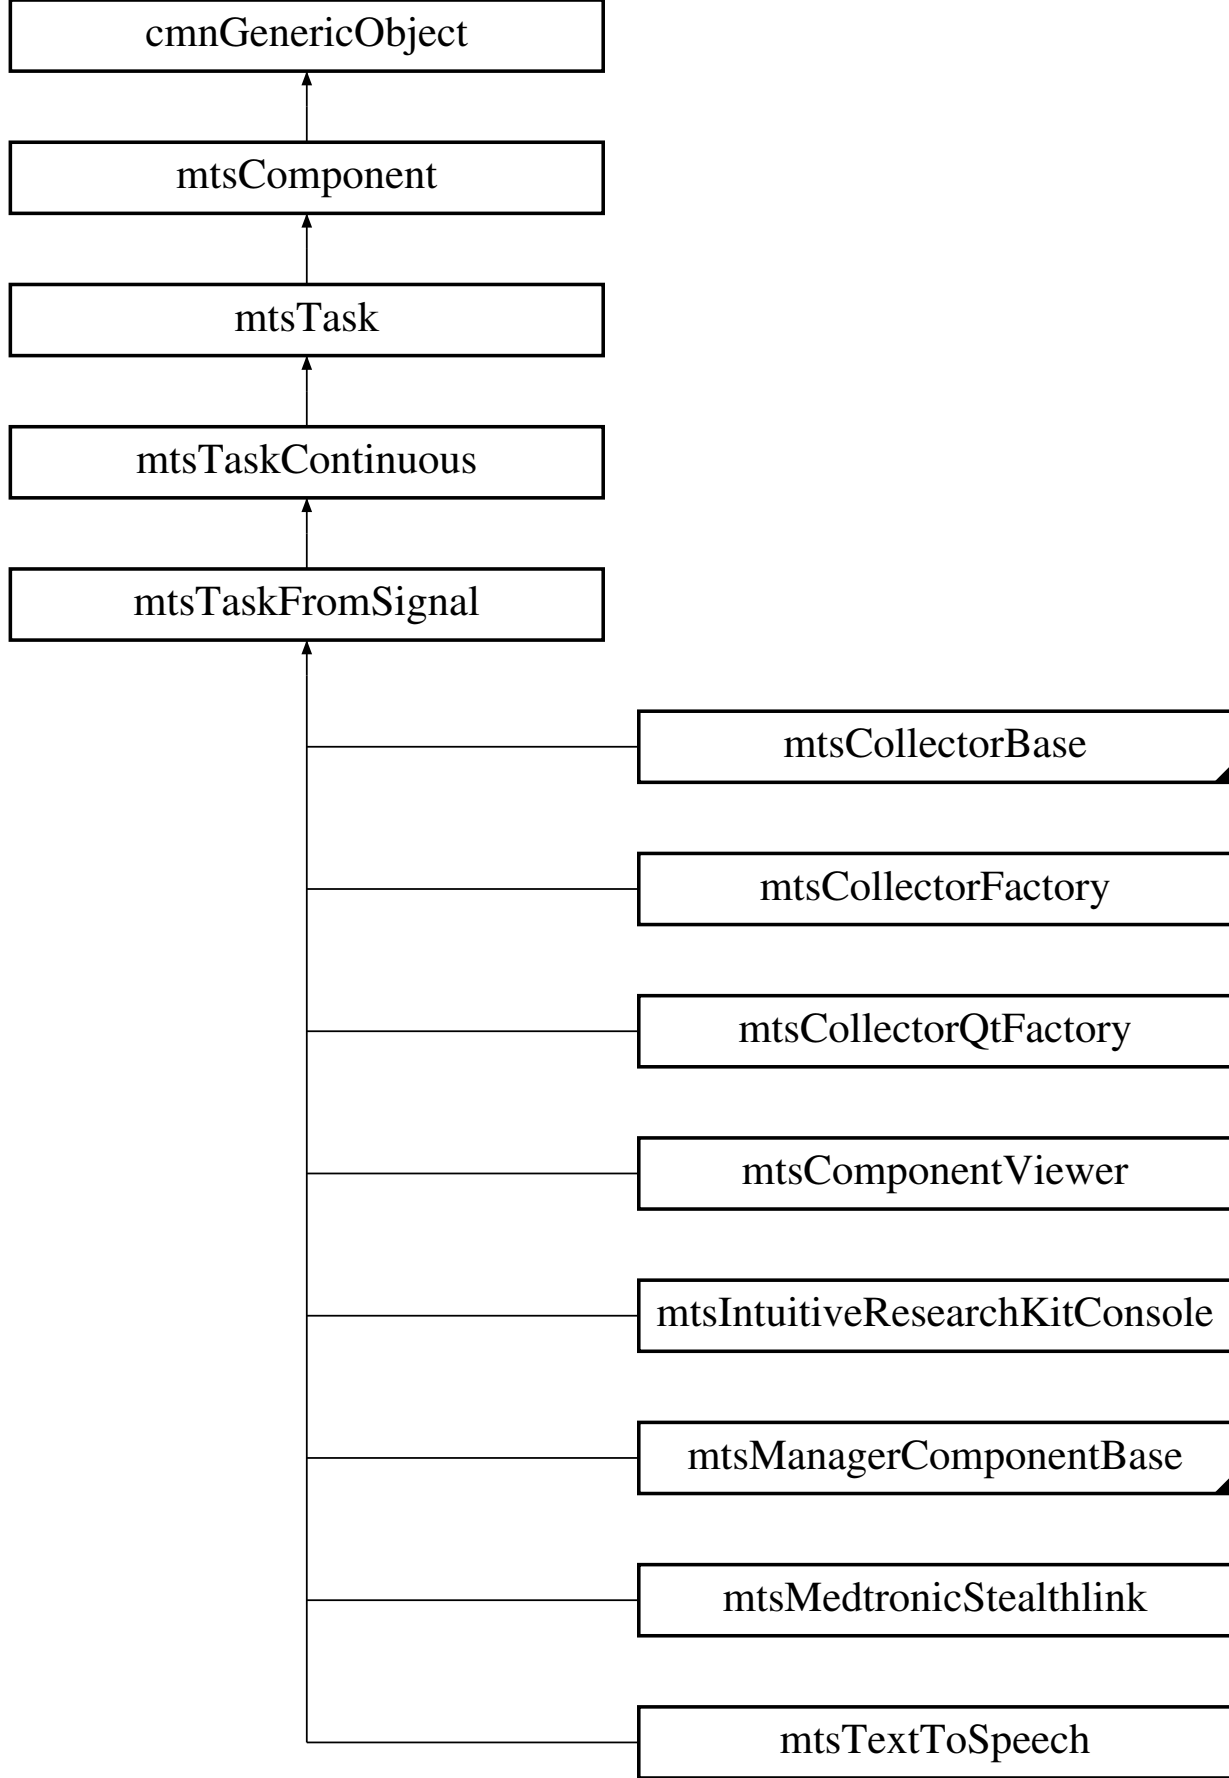 cmnGenericObject
mtsComponent
mtsTask
mtsTaskContinuous
mtsTaskFromSignal
mtsCollectorBase
mtsCollectorFactory
mtsCollectorQtFactory
mtsComponentViewer
mtsIntuitiveResearchKitConsole
mtsManagerComponentBase
mtsMedtronicStealthlink
mtsTextToSpeech